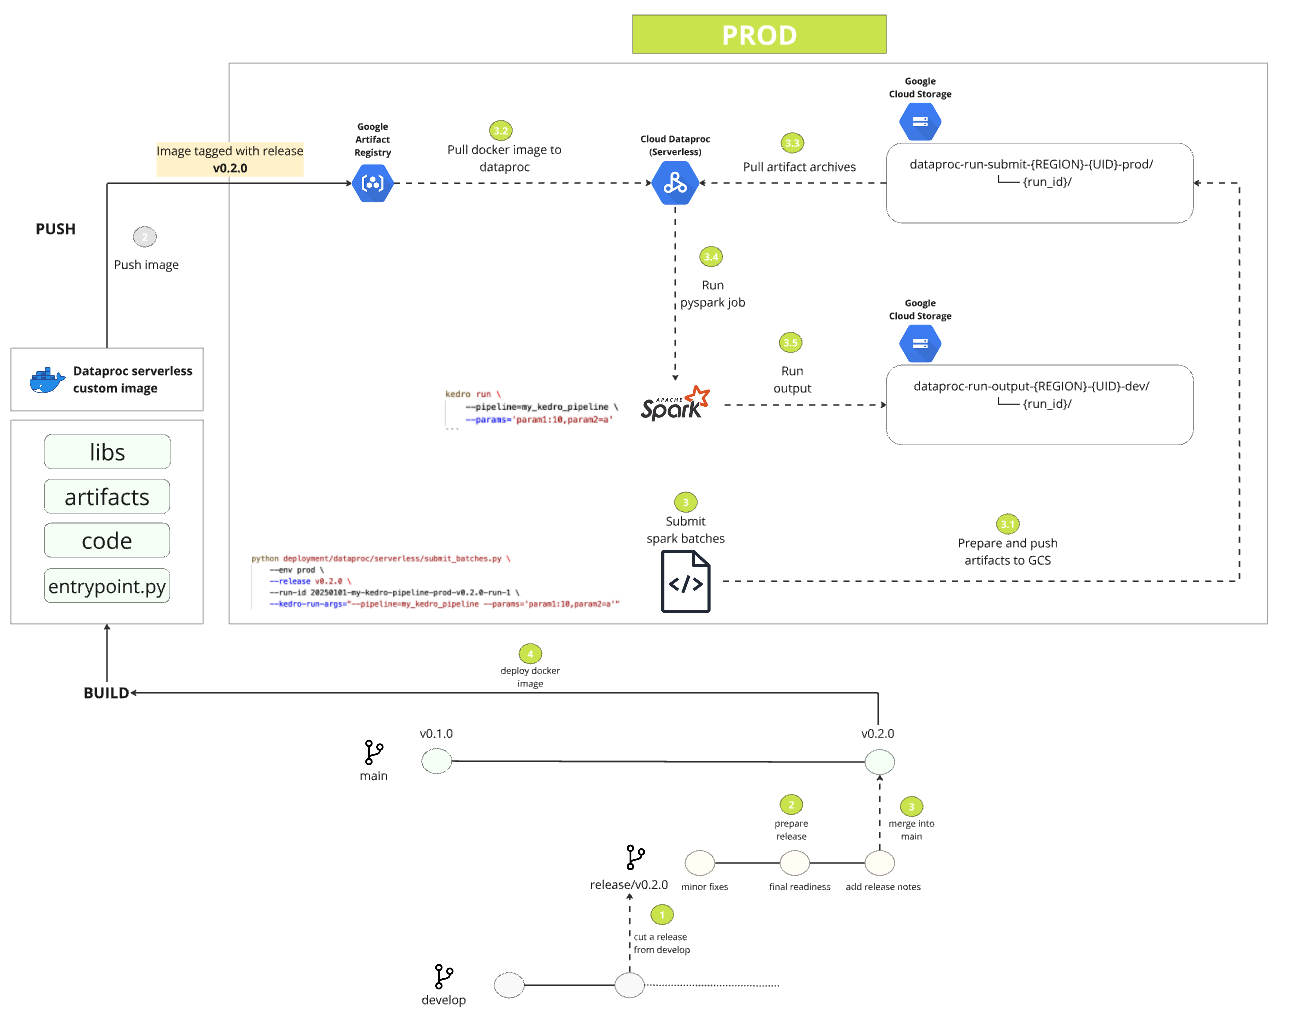 PROD
Google
Cloud Storage
Google
Artifact
Registry
3.2
Pull docker image to
dataproc
Cloud Dataproc
(Serverless)
3.3
Pull artifact archives
dataproc-run-submit-{REGION}-{UID}-prod/
{run_id}/
Image tagged with release
v0.2.0
PUSH
2
Push image
3.4
Run
pyspark job
Google
Cloud Storage
3.5
Run
output
dataproc-run-output-{REGION}-{UID}-dev/
{run_id}/
Dataproc serverless
custom image
kedro run \
--pipeline=my_kedro_pipeline \
--params='param1:10,param2=a'
...
APACHE
Spark
libs
artifacts
code
entrypoint.py
3
Submit
spark batches
3.1
Prepare and push
artifacts to GCS
python deployment/dataproc/serverless/submit_batches.py \
--env prod \
--release v0.2.0 \
--run-id 20250101-my-kedro-pipeline-prod-v0.2.0-run-1 \
--kedro-run-args="--pipeline=my_kedro_pipeline --params='param1:10,param2=a'"
</>
4
deploy docker
image
BUILD
v0.1.0
v0.2.0
main
2
prepare
release
3
merge into
main
release/v0.2.0
minor fixes
final readiness
add release notes
1
cut a release
from develop
develop